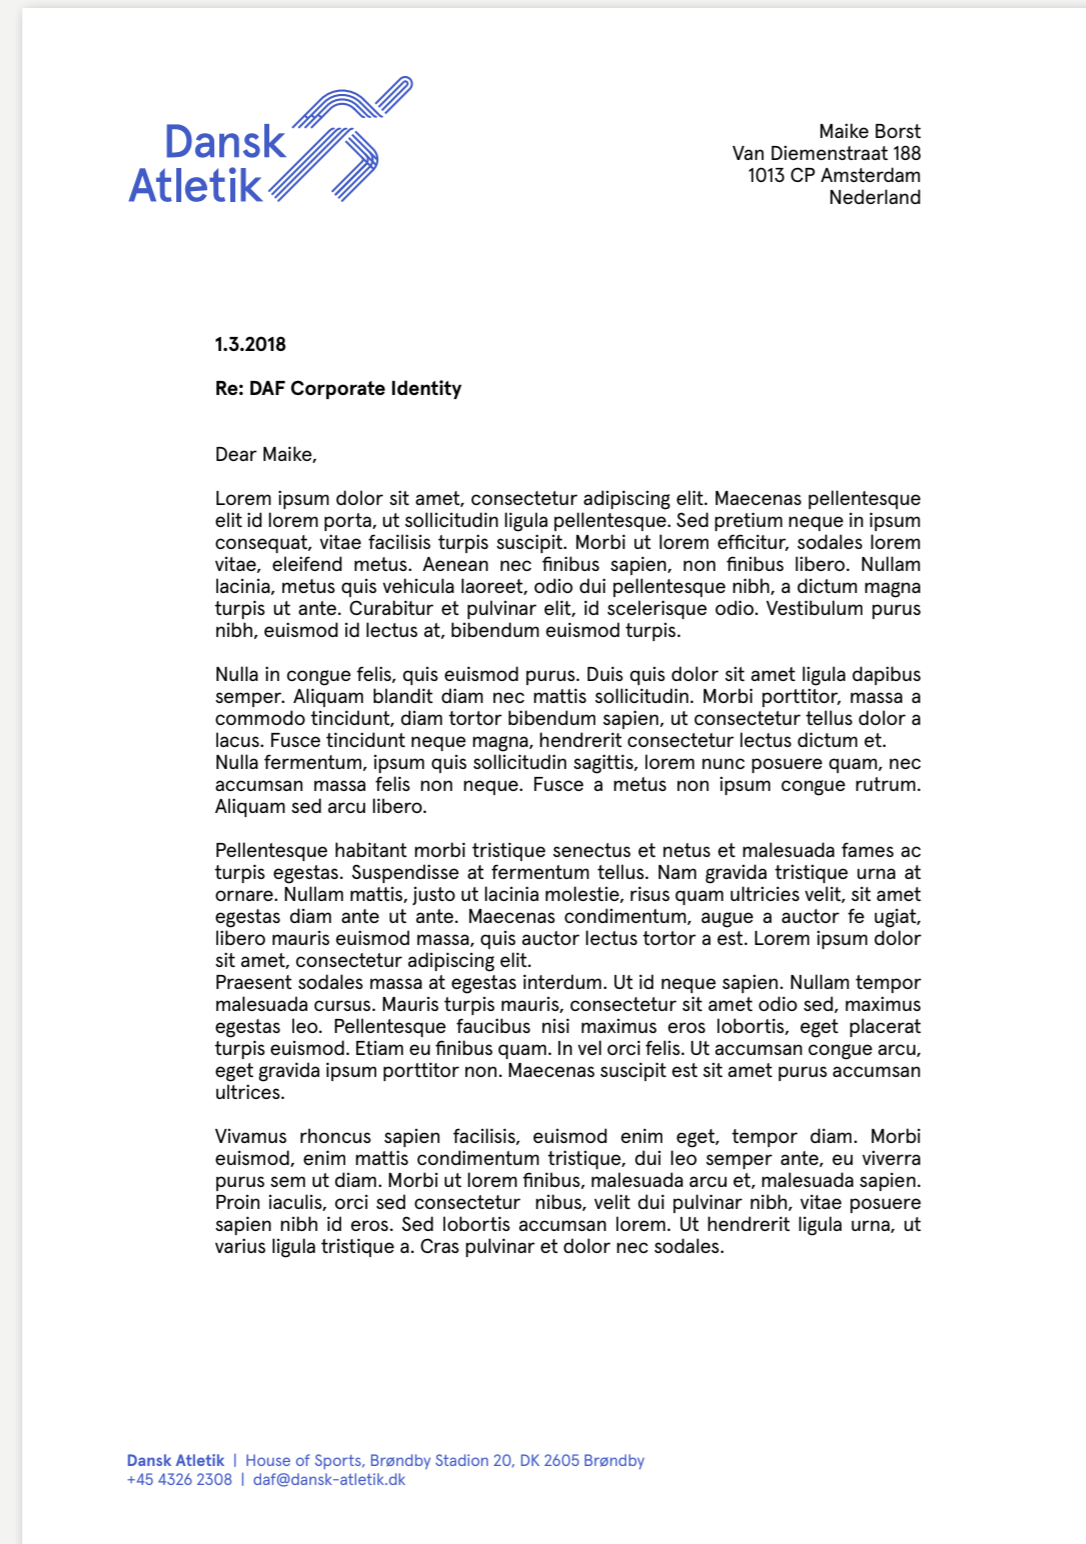 Dansk
Atletik
Maike Borst
Van Diemenstraat 188
1013 CP Amsterdam
Nederland
1.3.2018
Re: DAF Corporate Identity
Dear Maike,
Lorem ipsum dolor sit amet, consectetur adipiscing elit. Maecenas pellentesque
elit id lorem porta, ut sollicitudin ligula pellentesque. Sed pretium neque in ipsum
consequat, vitae facilisis turpis suscipit. Morbi ut lorem efficitur, sodales lorem
vitae, eleifend metus. Aenean nec finibus sapien, non finibus libero. Nullam
lacinia, metus quis vehicula laoreet, odio dui pellentesque nibh, a dictum magna
turpis ut ante. Curabitur et pulvinar elit, id scelerisque odio. Vestibulum purus
nibh, euismod id lectus at, bibendum euismod turpis.
Nulla in congue felis, quis euismod purus. Duis quis dolor sit amet ligula dapibus
semper. Aliquam blandit diam nec mattis sollicitudin. Morbi porttitor, massa a
commodo tincidunt, diam tortor bibendum sapien, ut consectetur tellus dolor a
lacus. Fusce tincidunt neque magna, hendrerit consectetur lectus dictum et.
Nulla fermentum, ipsum quis sollicitudin sagittis, lorem nunc posuere quam, nec
accumsan massa felis non neque. Fusce a metus non ipsum congue rutrum.
Aliquam sed arcu libero.
Pellentesque habitant morbi tristique senectus et netus et malesuada fames ac
turpis egestas. Suspendisse at fermentum tellus. Nam gravida tristique urna at
ornare. Nullam mattis, justo ut lacinia molestie, risus quam ultricies velit, sit amet
egestas diam ante ut ante. Maecenas condimentum, augue a auctor fe ugiat,
libero mauris euismod massa, quis auctor lectus tortor a est. Lorem ipsum dolor
sit amet, consectetur adipiscing elit.
Praesent sodales massa at egestas interdum. Ut id neque sapien. Nullam tempor
malesuada cursus. Mauris turpis mauris, consectetur sit amet odio sed, maximus
egestas leo. Pellentesque faucibus nisi maximus eros lobortis, eget placerat
turpis euismod. Etiam eu finibus quam. In vel orci felis. Ut accumsan congue arcu,
eget gravida ipsum porttitor non. Maecenas suscipit est sit amet purus accumsan
ultrices.
Vivamus rhoncus sapien facilisis, euismod enim eget, tempor diam. Morbi
euismod, enim mattis condimentum tristique, dui leo semper ante, eu viverra
purus sem ut diam. Morbi ut lorem finibus, malesuada arcu et, malesuada sapien.
Proin iaculis, orci sed consectetur nibus, velit dui pulvinar nibh, vitae posuere
sapien nibh id eros. Sed lobortis accumsan lorem. Ut hendrerit ligula urna, ut
varius ligula tristique a. Cras pulvinar et dolor nec sodales.
Dansk Atletik | House of Sports, Brøndby Stadion 20, DK 2605 Brøndby
+45 4326 2308 | daf@dansk-atletik.dk